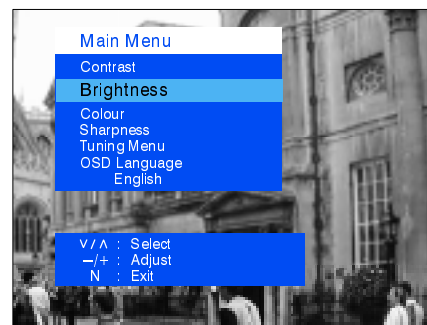 Main Menu
Contrast
Brightness
Colour
Sharpness
Tuning Menu
OSD Language
English
∨/∧ : Select
−/+ : Adjust
N : Exit